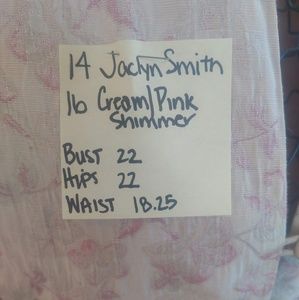 14 Jaclyn Smith
16 Cream/Pink
Shimmer
BUST 22
HIPS 22
WAIST 18.25